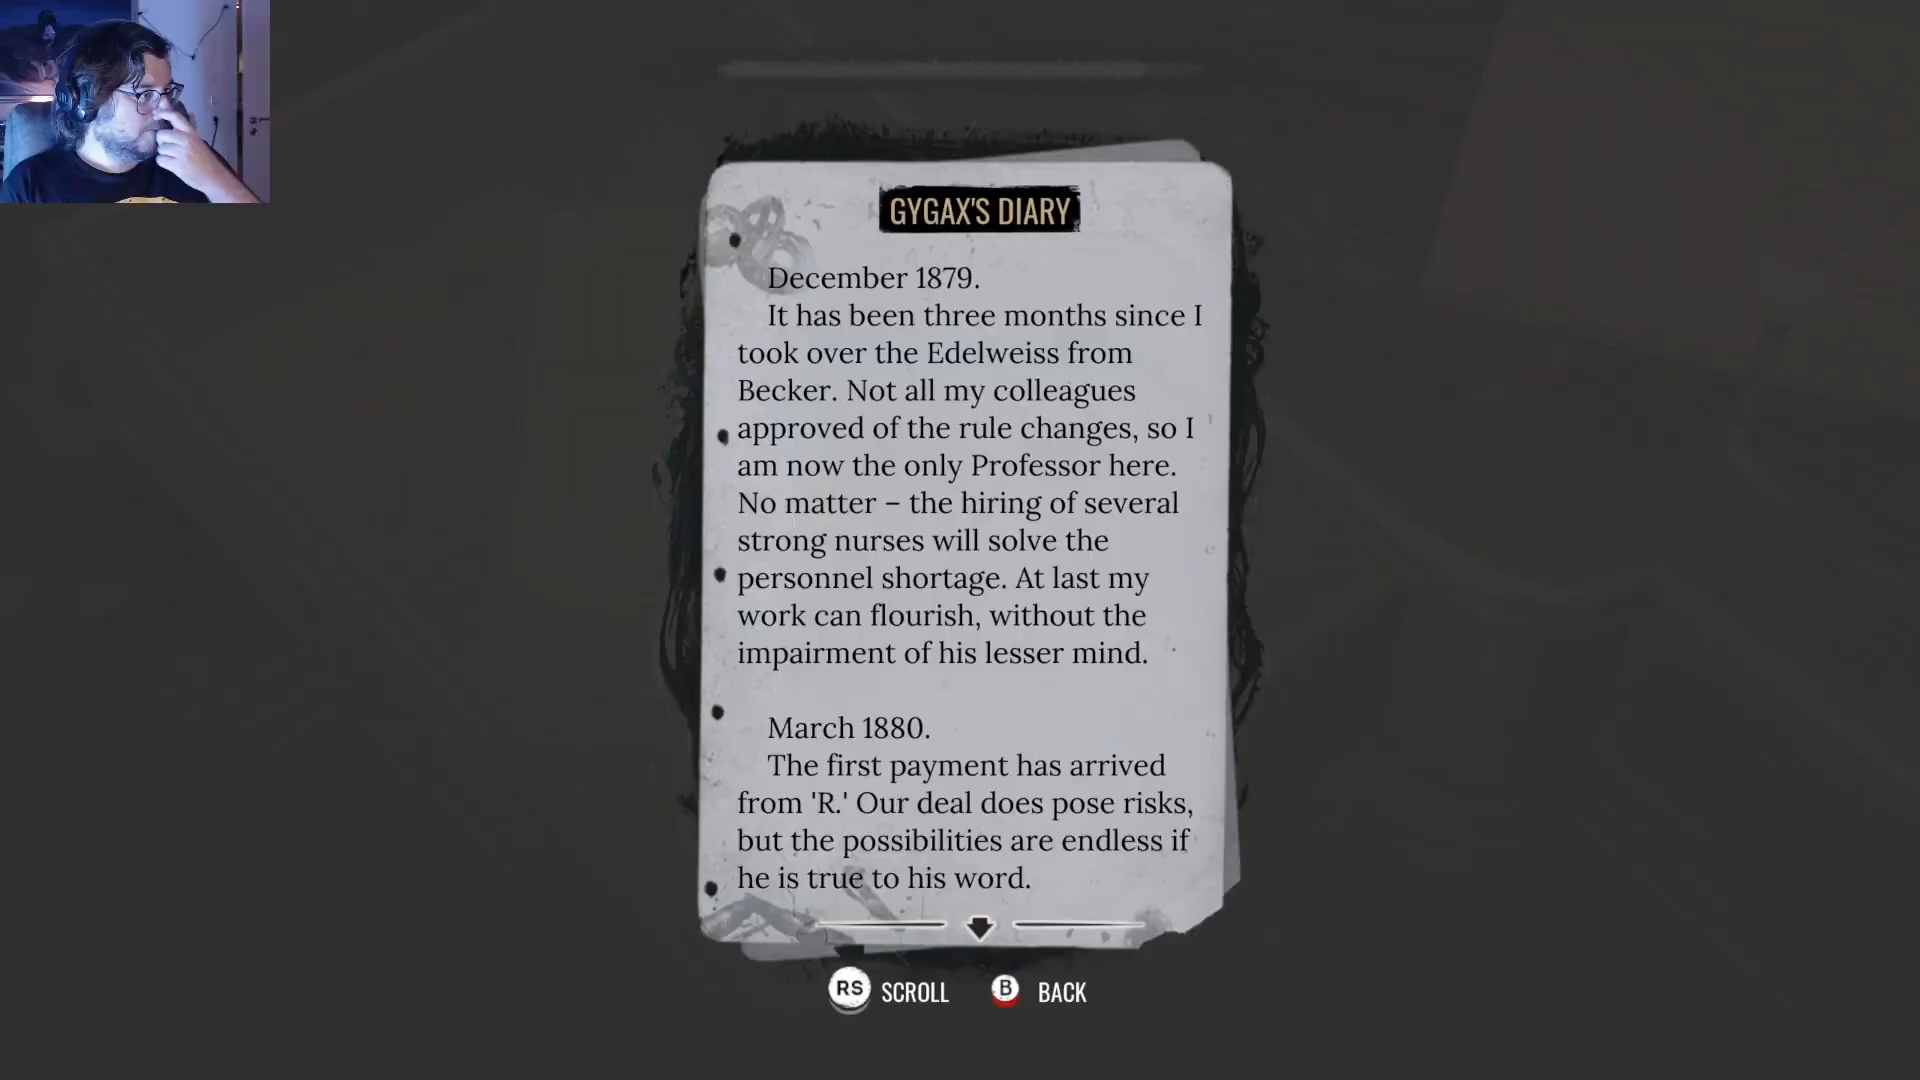 GYGAX'S DIARY
December 1879.
It has been three months since I
took over the Edelweiss from
Becker. Not all my colleagues
approved of the rule changes, so I
am now the only Professor here.
No matter – the hiring of several
strong nurses will solve the
personnel shortage. At last my
work can flourish, without the
impairment of his lesser mind.
March 1880.
The first payment has arrived
from 'R.' Our deal does pose risks,
but the possibilities are endless if
he is true to his word.
RS SCROLL B BACK